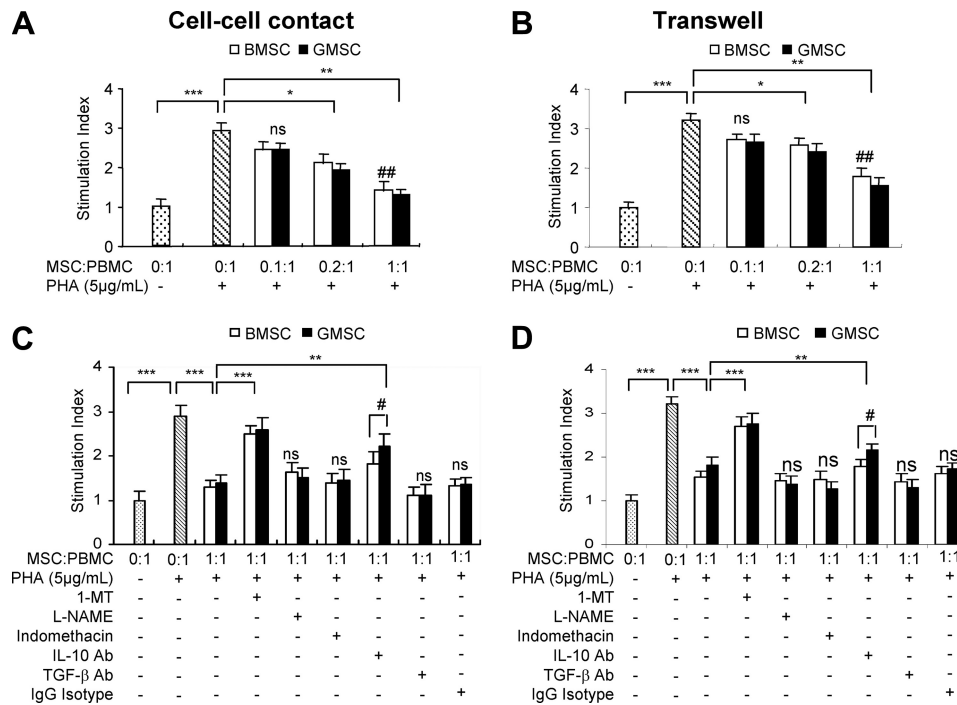 A Cell-cell contact
BMSC GMSC
**
*** *
4
3
2
1
0
Stimulation Index
ns
##
MSC:PBMC 0:1 0:1 0.1:1 0.2:1 1:1
PHA (5µg/mL) - + + + +
B Transwell
BMSC GMSC
**
*** *
4
3
2
1
0
Stimulation Index
ns
##
MSC:PBMC 0:1 0:1 0.1:1 0.2:1 1:1
PHA (5µg/mL) - + + + +
C
BMSC GMSC
**
*** *** ***
4
3
2
1
0
Stimulation Index
#
ns ns ns ns
MSC:PBMC 0:1 0:1 1:1 1:1 1:1 1:1 1:1 1:1 1:1
PHA (5µg/mL) - + + + + + + + +
1-MT - - - + - - - - -
L-NAME - - - - + - - - -
Indomethacin - - - - - + - - -
IL-10 Ab - - - - - - + - -
TGF-β Ab - - - - - - - + -
IgG Isotype - - - - - - - - +
D
BMSC GMSC
**
*** *** ***
4
3
2
1
0
Stimulation Index
#
ns ns ns ns
MSC:PBMC 0:1 0:1 1:1 1:1 1:1 1:1 1:1 1:1 1:1
PHA (5µg/mL) - + + + + + + + +
1-MT - - - + - - - - -
L-NAME - - - - + - - - -
Indomethacin - - - - - + - - -
IL-10 Ab - - - - - - + - -
TGF-β Ab - - - - - - - + -
IgG Isotype - - - - - - - - +